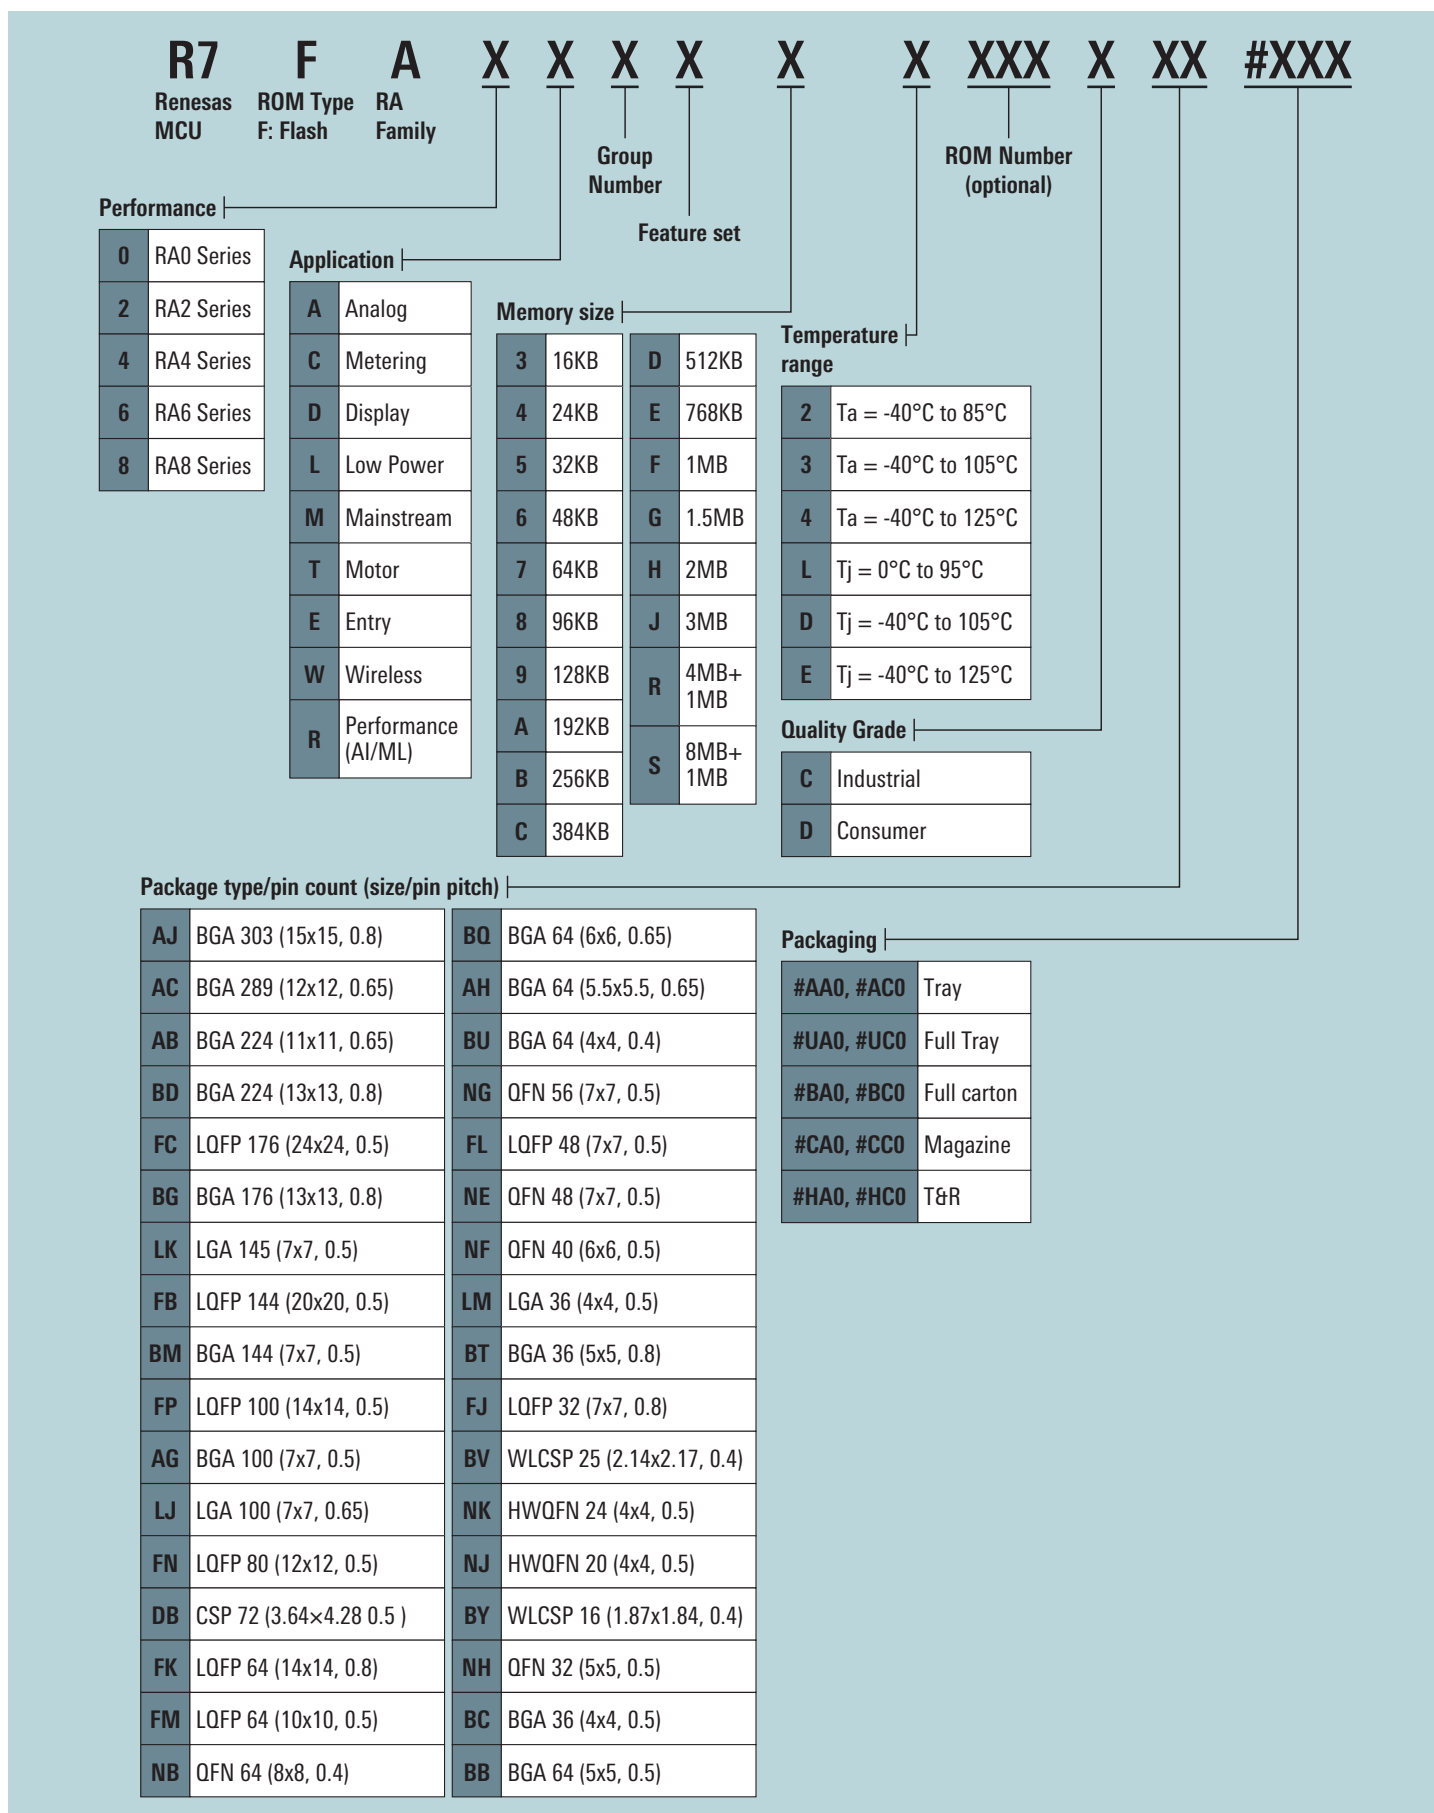 R7 F A X X X X X X XXX X XX #XXX
Renesas MCU
ROM Type F: Flash
RA Family
Group Number
ROM Number (optional)
Feature set
Performance
0 RA0 Series
2 RA2 Series
4 RA4 Series
6 RA6 Series
8 RA8 Series
Application
A Analog
C Metering
D Display
L Low Power
M Mainstream
T Motor
E Entry
W Wireless
R Performance (AI/ML)
Memory size
3 16KB
4 24KB
5 32KB
6 48KB
7 64KB
8 96KB
9 128KB
A 192KB
B 256KB
C 384KB
D 512KB
E 768KB
F 1MB
G 1.5MB
H 2MB
J 3MB
R 4MB+ 1MB
S 8MB+ 1MB
Temperature range
2 Ta = -40°C to 85°C
3 Ta = -40°C to 105°C
4 Ta = -40°C to 125°C
L Tj = 0°C to 95°C
D Tj = -40°C to 105°C
E Tj = -40°C to 125°C
Quality Grade
C Industrial
D Consumer
Package type/pin count (size/pin pitch)
AJ BGA 303 (15x15, 0.8)
AC BGA 289 (12x12, 0.65)
AB BGA 224 (11x11, 0.65)
BD BGA 224 (13x13, 0.8)
FC LQFP 176 (24x24, 0.5)
BG BGA 176 (13x13, 0.8)
LK LGA 145 (7x7, 0.5)
FB LQFP 144 (20x20, 0.5)
BM BGA 144 (7x7, 0.5)
FP LQFP 100 (14x14, 0.5)
AG BGA 100 (7x7, 0.5)
LJ LGA 100 (7x7, 0.65)
FN LQFP 80 (12x12, 0.5)
DB CSP 72 (3.64×4.28 0.5 )
FK LQFP 64 (14x14, 0.8)
FM LQFP 64 (10x10, 0.5)
NB QFN 64 (8x8, 0.4)
BQ BGA 64 (6x6, 0.65)
AH BGA 64 (5.5x5.5, 0.65)
BU BGA 64 (4x4, 0.4)
NG QFN 56 (7x7, 0.5)
FL LQFP 48 (7x7, 0.5)
NE QFN 48 (7x7, 0.5)
NF QFN 40 (6x6, 0.5)
LM LGA 36 (4x4, 0.5)
BT BGA 36 (5x5, 0.8)
FJ LQFP 32 (7x7, 0.8)
BV WLCSP 25 (2.14x2.17, 0.4)
NK HWQFN 24 (4x4, 0.5)
NJ HWQFN 20 (4x4, 0.5)
BY WLCSP 16 (1.87x1.84, 0.4)
NH QFN 32 (5x5, 0.5)
BC BGA 36 (4x4, 0.5)
BB BGA 64 (5x5, 0.5)
Packaging
#AA0, #AC0 Tray
#UA0, #UC0 Full Tray
#BA0, #BC0 Full carton
#CA0, #CC0 Magazine
#HA0, #HC0 T&R